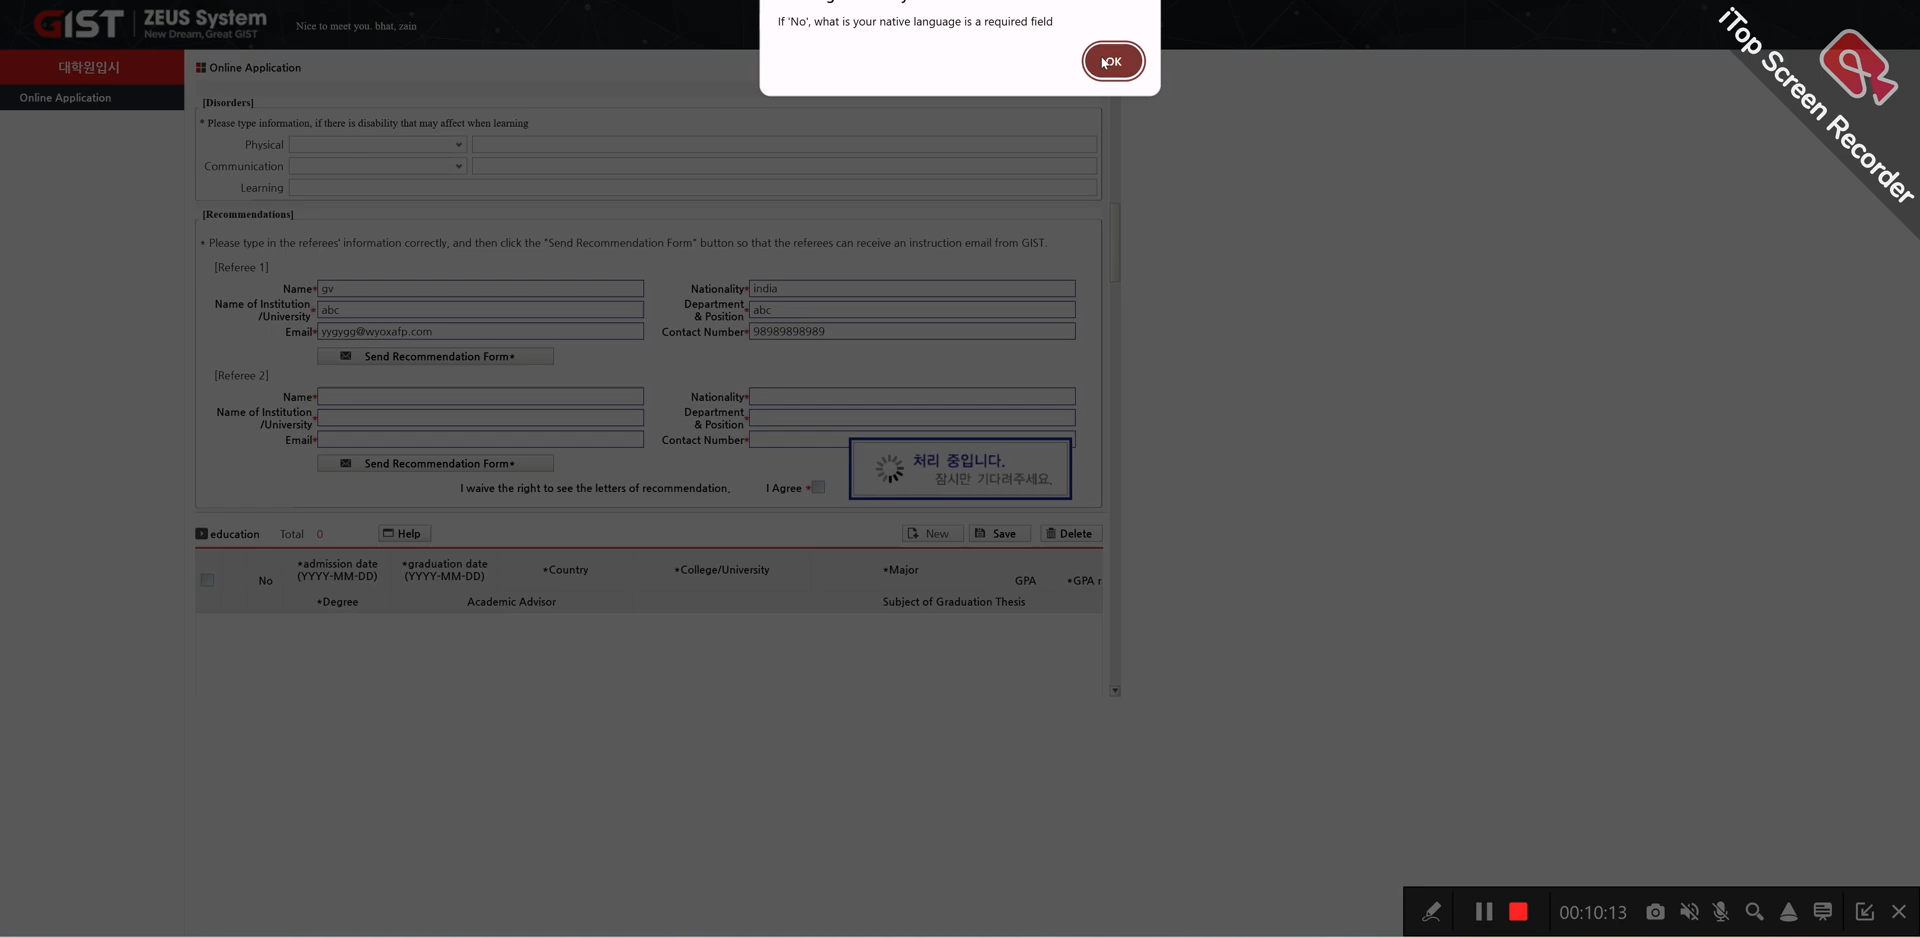 GIST ZEUS System
New Dream, Great GIST
Nice to meet you. bhat, zain
If 'No', what is your native language is a required field
OK
iTop Screen Recorder
대학원입시
Online Application
Online Application
[Disorders]
* Please type information, if there is disability that may affect when learning
Physical
Communication
Learning
[Recommendations]
* Please type in the referees' information correctly, and then click the "Send Recommendation Form" button so that the referees can receive an instruction email from GIST.
[Referee 1]
Name* gv Nationality* india
Name of Institution /University* abc Department & Position* abc
Email* yygygg@wyoxafp.com Contact Number* 98989898989
Send Recommendation Form*
[Referee 2]
Name* Nationality*
Name of Institution /University* Department & Position*
Email* Contact Number*
Send Recommendation Form*
처리 중입니다.
잠시만 기다려주세요.
I waive the right to see the letters of recommendation. I Agree *
education Total 0 Help New Save Delete
No *admission date (YYYY-MM-DD) *graduation date (YYYY-MM-DD) *Country *College/University *Major GPA *GPA r
*Degree Academic Advisor Subject of Graduation Thesis
00:10:13